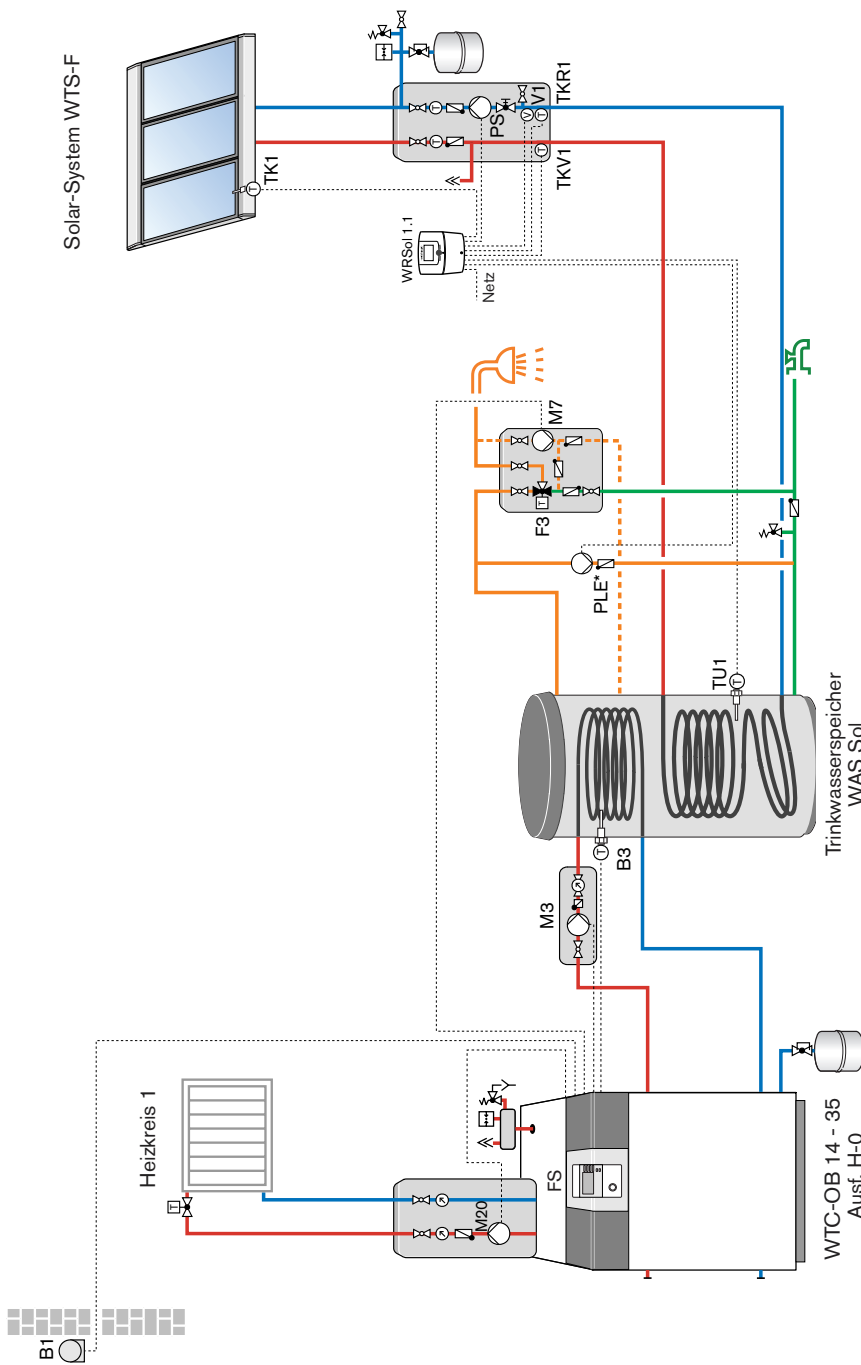 Solar-System WTS-F
TK1
PS
V
V1
T
TKR1
TKV1
T
T
T
T
WRSol 1.1
Netz
M7
F3
T
PLE*
TU1
T
Trinkwasserspeicher
WAS Sol
M3
B3
T
Heizkreis 1
T
M20
FS
WTC-OB 14 - 35
Ausf. H-0
B1